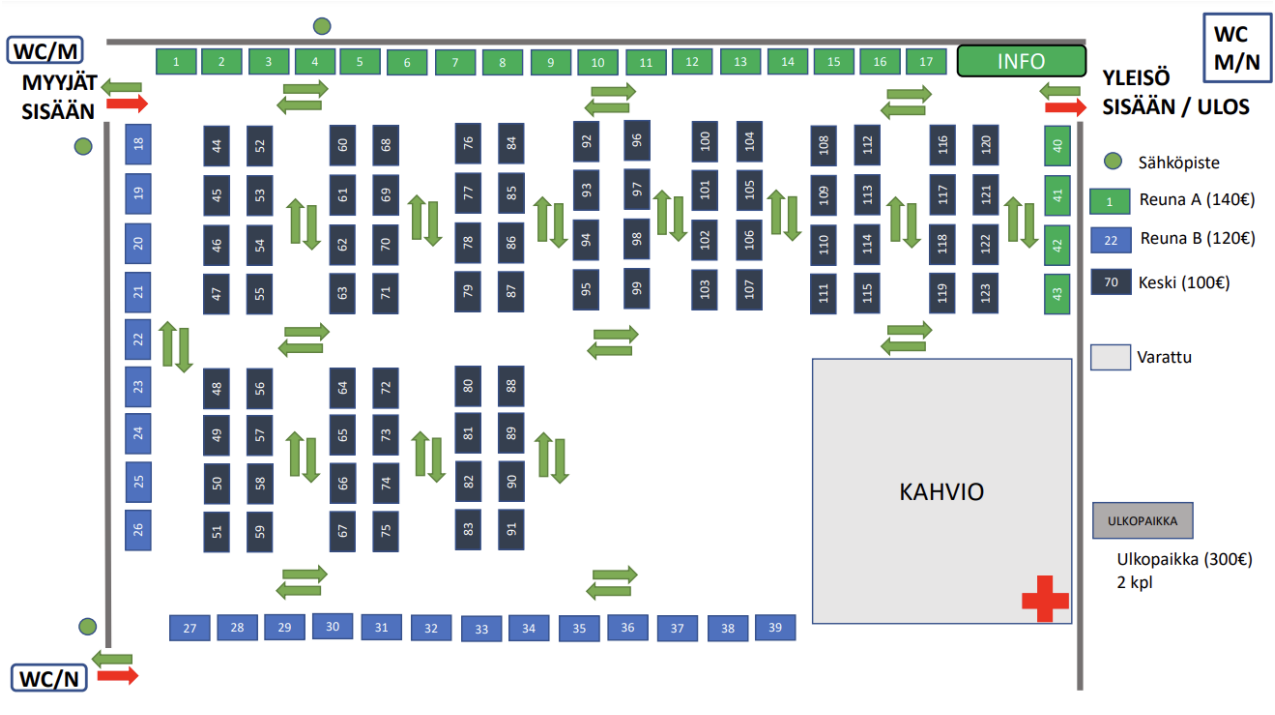 WC/M
MYYJÄT
SISÄÄN
1 2 3 4 5 6 7 8 9 10 11 12 13 14 15 16 17 INFO
WC
M/N
YLEISÖ
SISÄÄN / ULOS
18 44 52 60 68 76 84 92 96 100 104 108 112 116 120 40
19 45 53 61 69 77 85 93 97 101 105 109 113 117 121 41
20 46 54 62 70 78 86 94 98 102 106 110 114 118 122 42
21 47 55 63 71 79 87 95 99 103 107 111 115 119 123 43
22
23 48 56 64 72 80 88
24 49 57 65 73 81 89
25 50 58 66 74 82 90
26 51 59 67 75 83 91
KAHVIO
27 28 29 30 31 32 33 34 35 36 37 38 39
WC/N
Sähköpiste
1 Reuna A (140€)
22 Reuna B (120€)
70 Keski (100€)
Varattu
ULKOPAIKKA
Ulkopaikka (300€)
2 kpl